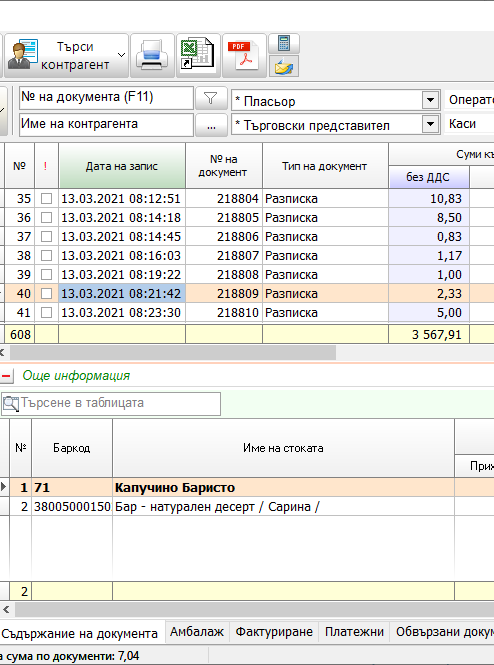 Търси
контрагент
PDF
№ на документа (F11)
* Пласьор
Операто
Име на контрагента
...
* Търговски представител
Каси
№ ! Дата на запис № на документ Тип на документ Суми къ
без ДДС
35 13.03.2021 08:12:51 218804 Разписка 10,83
36 13.03.2021 08:14:18 218805 Разписка 8,50
37 13.03.2021 08:14:45 218806 Разписка 0,83
38 13.03.2021 08:16:03 218807 Разписка 1,17
39 13.03.2021 08:19:22 218808 Разписка 1,00
40 13.03.2021 08:21:42 218809 Разписка 2,33
41 13.03.2021 08:23:30 218810 Разписка 5,00
608 3 567,91
Още информация
Търсене в таблицата
№ Баркод Име на стоката
Прих
1 71 Капучино Баристо
2 38005000150 Бар - натурален десерт / Сарина /
2
Съдържание на документа Амбалаж Фактуриране Платежни Обвързани докум
а сума по документи: 7,04